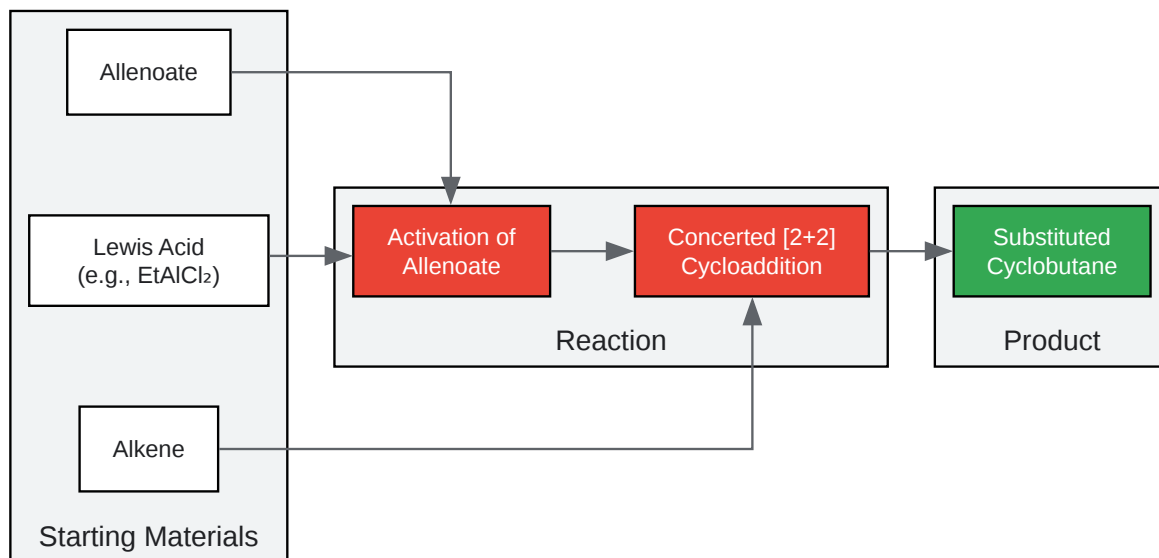 Allenoate
Lewis Acid
(e.g., EtAlCl₂)
Alkene
Starting Materials
Activation of
Allenoate
Concerted [2+2]
Cycloaddition
Reaction
Substituted
Cyclobutane
Product